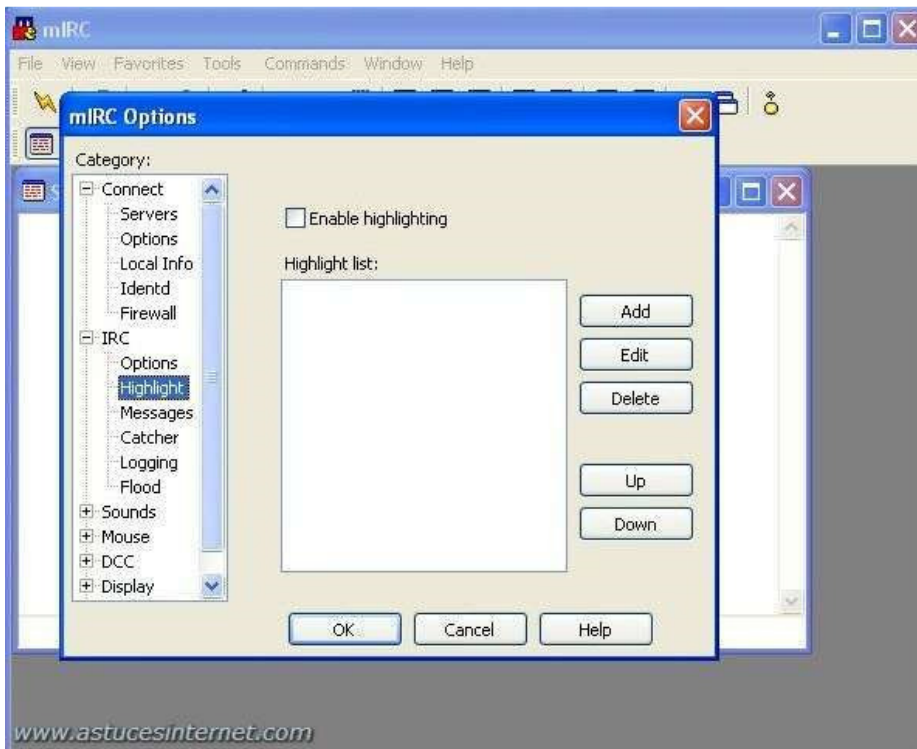 mIRC
File View Favorites Tools Commands Window Help
mIRC Options
Category:
Connect
Servers
Options
Local Info
Identd
Firewall
IRC
Options
Highlight
Messages
Catcher
Logging
Flood
Sounds
Mouse
DCC
Display
Enable highlighting
Highlight list:
Add
Edit
Delete
Up
Down
OK Cancel Help
www.astucesinternet.com